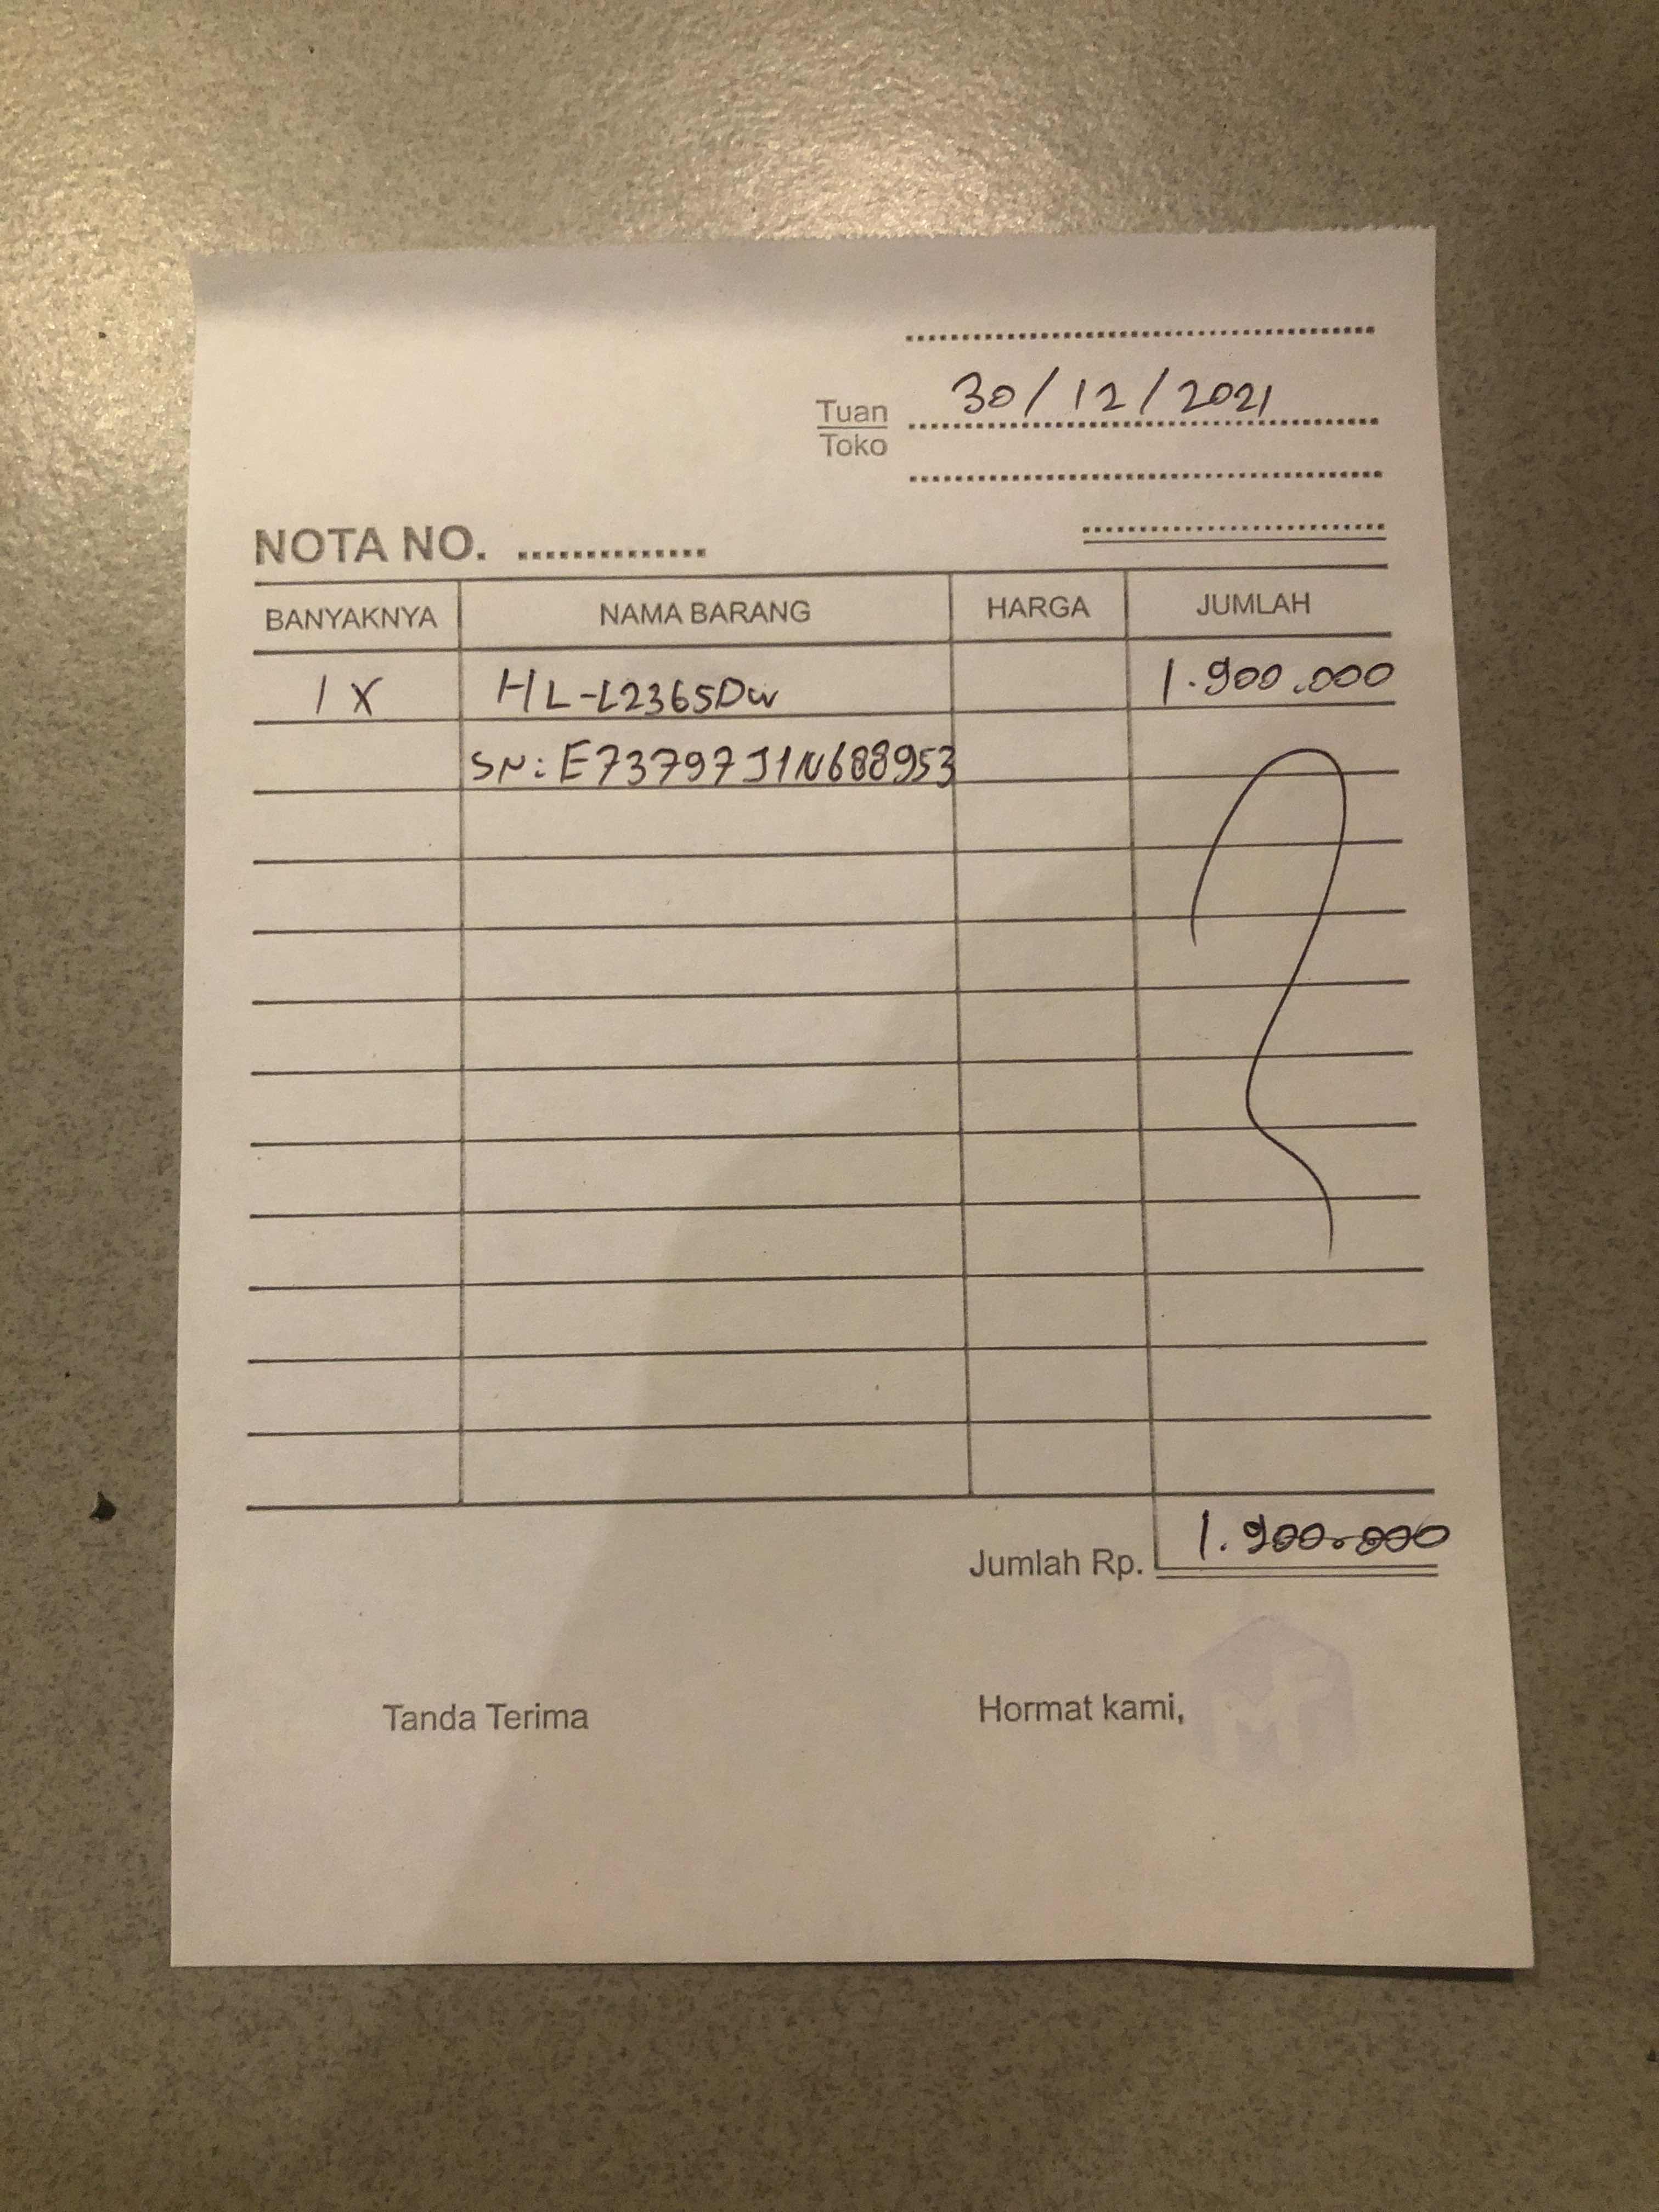 30/12/2021
Tuan
Toko
NOTA NO. ..............
BANYAKNYA NAMA BARANG HARGA JUMLAH
1 X HL-L2365DW 1.900.000
SN: E73797J1N688953
Jumlah Rp. 1.900.000
Tanda Terima Hormat kami,